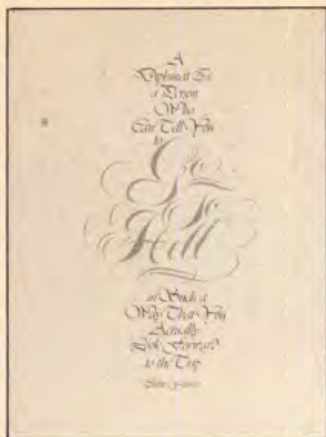 A
Diplomat Is
a Person
Who
Can Tell You
to
Go
To
Hell
in Such a
Way That You
Actually
Look Forward
to the Trip